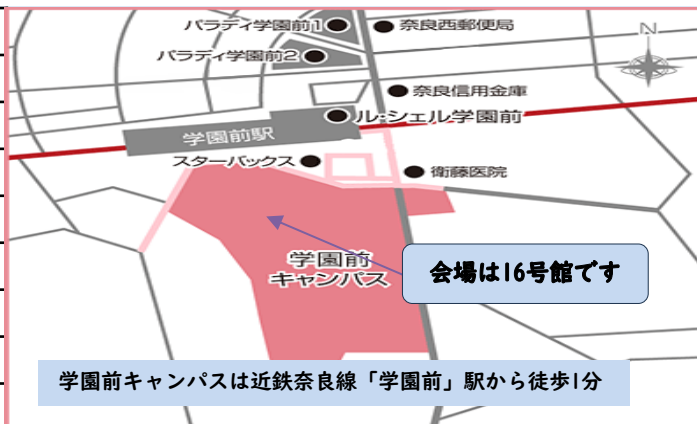 パラディ学園前1
奈良西郵便局
N
パラディ学園前2
奈良信用金庫
ル・シェル学園前
学園前駅
スターバックス
衛藤医院
学園前
キャンパス
会場は16号館です
学園前キャンパスは近鉄奈良線「学園前」駅から徒歩1分